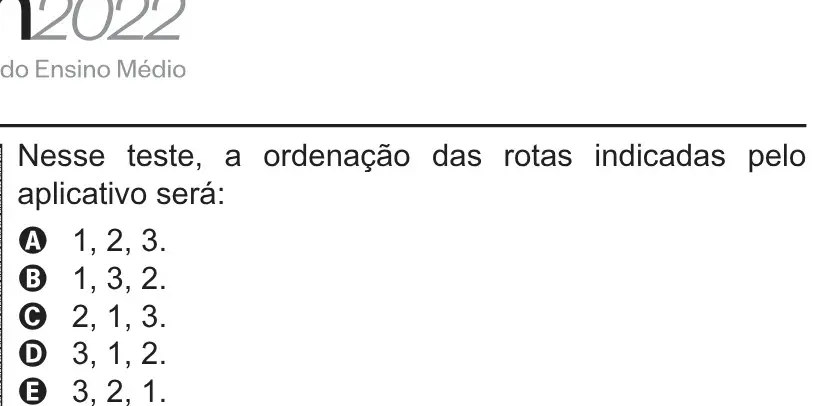 2022
do Ensino Médio
Nesse teste, a ordenação das rotas indicadas pelo
aplicativo será:
A 1, 2, 3.
B 1, 3, 2.
C 2, 1, 3.
D 3, 1, 2.
E 3, 2, 1.